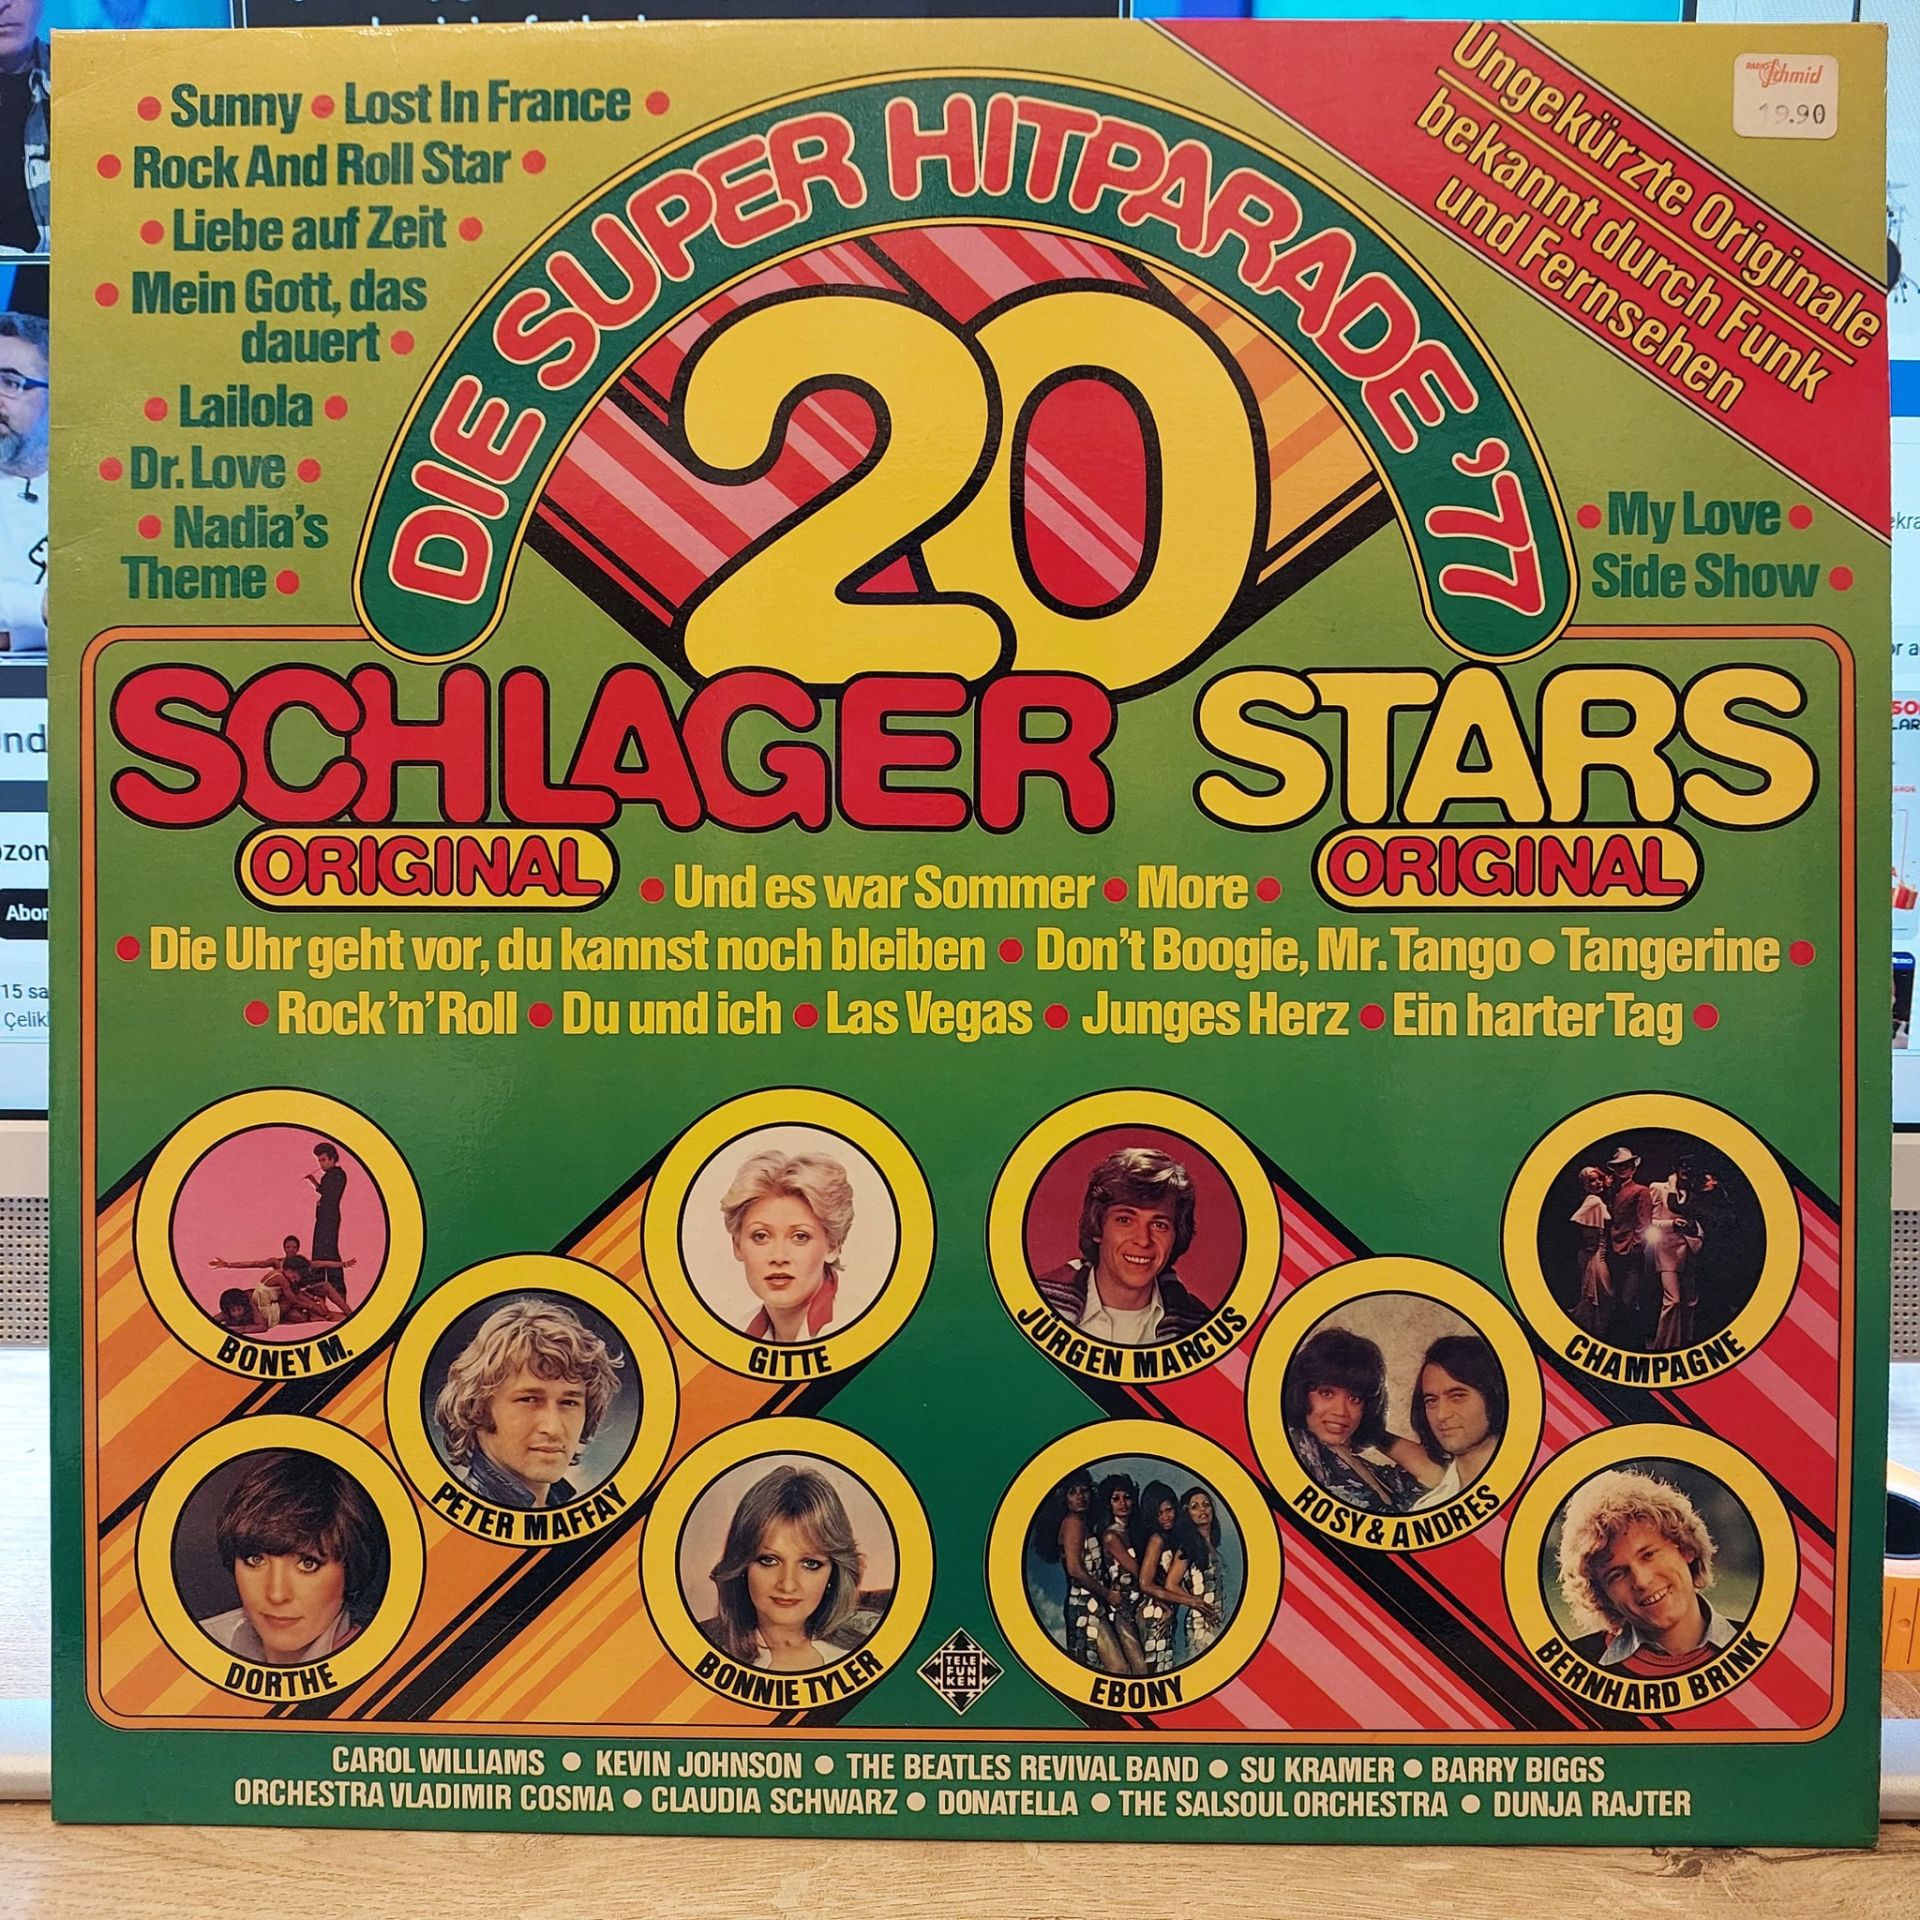 • Sunny • Lost In France •
• Rock And Roll Star •
• Liebe auf Zeit •
• Mein Gott, das
dauert •
• Lailola •
• Dr. Love •
• Nadia's
Theme •
DIE SUPER HITPARADE '77
Ungekürzte Originale
bekannt durch Funk
und Fernsehen
Schmid
19.90
• My Love •
Side Show •
20
SCHLAGER STARS
ORIGINAL
ORIGINAL
• Und es war Sommer • More •
• Die Uhr geht vor, du kannst noch bleiben • Don't Boogie, Mr. Tango • Tangerine •
• Rock'n'Roll • Du und ich • Las Vegas • Junges Herz • Ein harter Tag •
BONEY M.
GITTE
JÜRGEN MARCUS
CHAMPAGNE
PETER MAFFAY
ROSY & ANDRES
DORTHE
BONNIE TYLER
TELE
FUN
KEN
EBONY
BERNHARD BRINK
CAROL WILLIAMS • KEVIN JOHNSON • THE BEATLES REVIVAL BAND • SU KRAMER • BARRY BIGGS
ORCHESTRA VLADIMIR COSMA • CLAUDIA SCHWARZ • DONATELLA • THE SALSOUL ORCHESTRA • DUNJA RAJTER